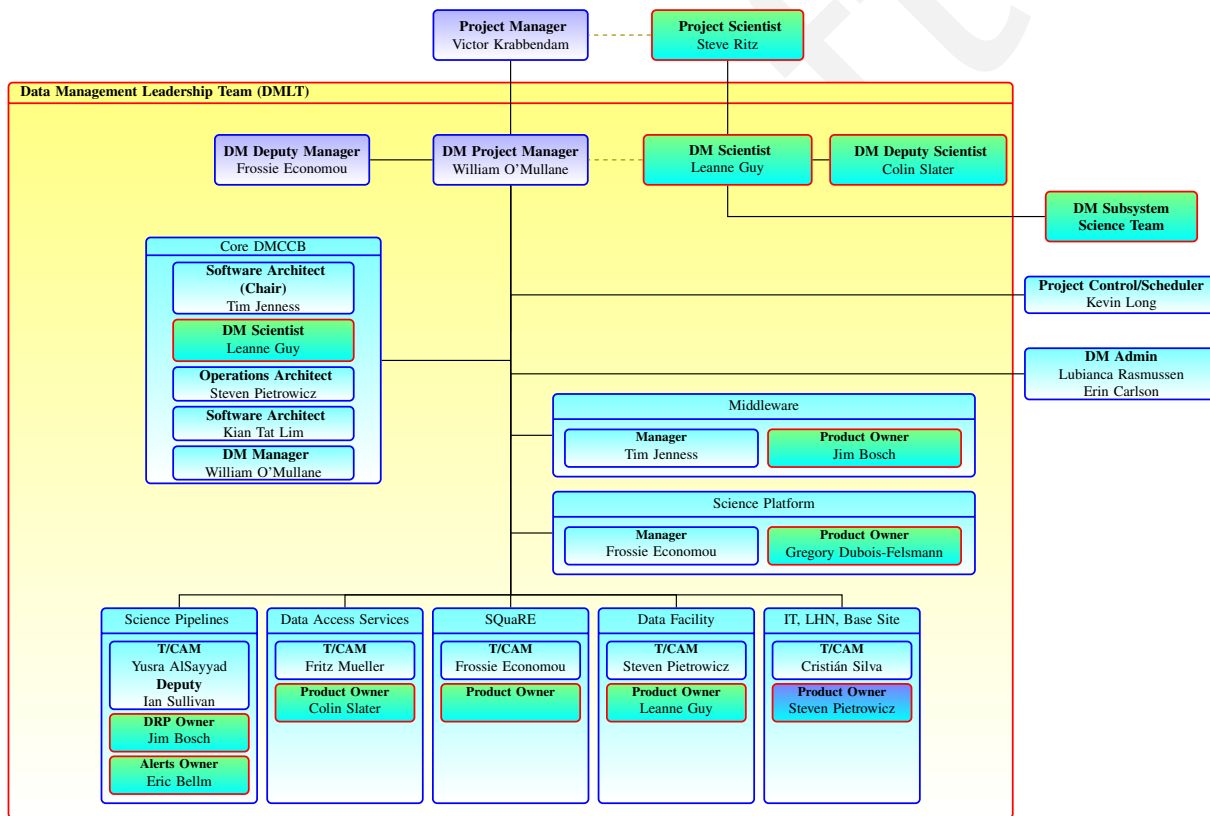 Project Manager
Victor Krabbendam
Project Scientist
Steve Ritz
Data Management Leadership Team (DMLT)
DM Deputy Manager
Frossie Economou
DM Project Manager
William O'Mullane
DM Scientist
Leanne Guy
DM Deputy Scientist
Colin Slater
DM Subsystem
Science Team
Core DMCCB
Software Architect
(Chair)
Tim Jenness
DM Scientist
Leanne Guy
Operations Architect
Steven Pietrowicz
Software Architect
Kian Tat Lim
DM Manager
William O'Mullane
Project Control/Scheduler
Kevin Long
DM Admin
Lubianca Rasmussen
Erin Carlson
Middleware
Manager
Tim Jenness
Product Owner
Jim Bosch
Science Platform
Manager
Frossie Economou
Product Owner
Gregory Dubois-Felsmann
Science Pipelines
T/CAM
Yusra AlSayyad
Deputy
Ian Sullivan
DRP Owner
Jim Bosch
Alerts Owner
Eric Bellm
Data Access Services
T/CAM
Fritz Mueller
Product Owner
Colin Slater
SQuaRE
T/CAM
Frossie Economou
Product Owner
Data Facility
T/CAM
Steven Pietrowicz
Product Owner
Leanne Guy
IT, LHN, Base Site
T/CAM
Cristián Silva
Product Owner
Steven Pietrowicz